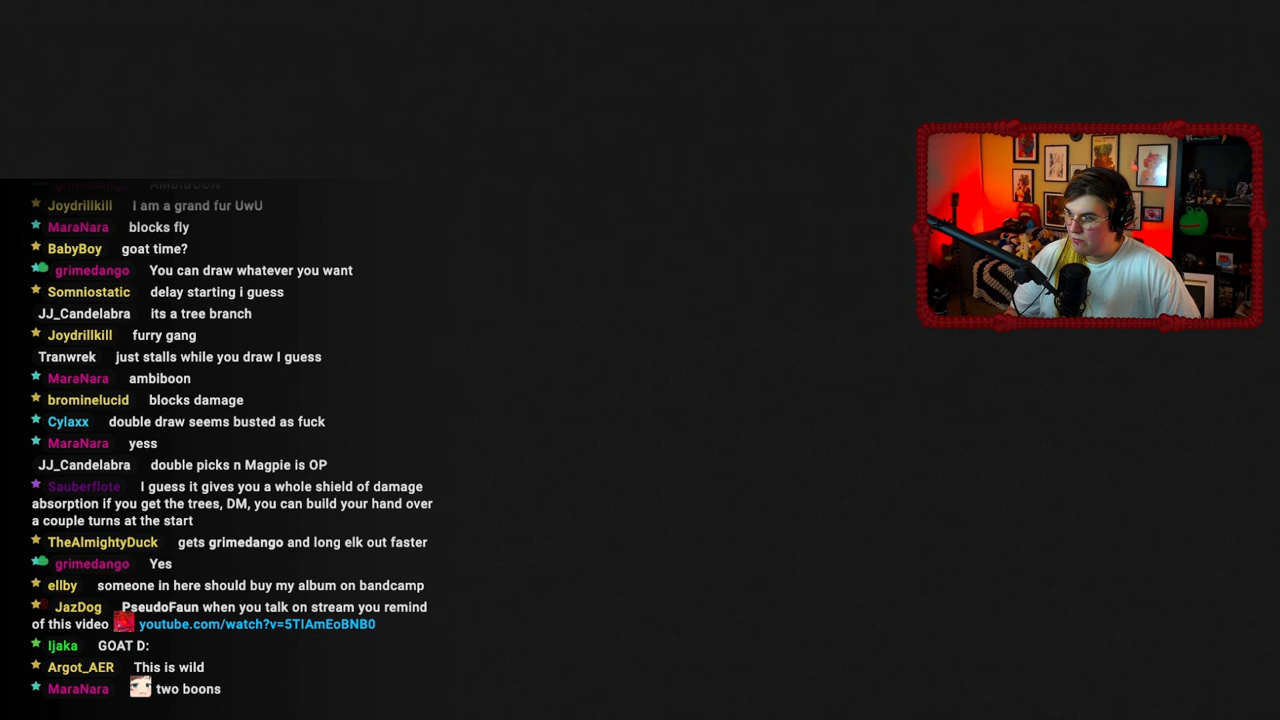 grimedango AMBIBOON
Joydrillkill I am a grand fur UwU
MaraNara blocks fly
BabyBoy goat time?
grimedango You can draw whatever you want
Somniostatic delay starting i guess
JJ_Candelabra its a tree branch
Joydrillkill furry gang
Tranwrek just stalls while you draw I guess
MaraNara ambiboon
brominelucid blocks damage
Cylaxx double draw seems busted as fuck
MaraNara yess
JJ_Candelabra double picks n Magpie is OP
Sauberflote I guess it gives you a whole shield of damage
absorption if you get the trees, DM, you can build your hand over
a couple turns at the start
TheAlmightyDuck gets grimedango and long elk out faster
grimedango Yes
ellby someone in here should buy my album on bandcamp
JazDog PseudoFaun when you talk on stream you remind
of this video youtube.com/watch?v=5TIAmEoBNB0
Ijaka GOAT D:
Argot_AER This is wild
MaraNara two boons